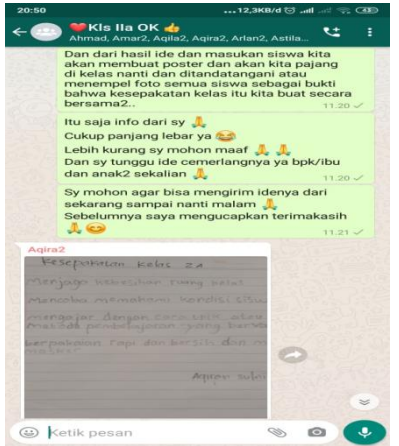 20:50
...12,3KB/d
Kls IIa OK
Ahmad, Amar2, Aqila2, Aqira2, Arlan2, Astila...
Dan dari hasil ide dan masukan siswa kita
akan membuat poster dan akan kita pajang
di kelas nanti dan ditandatangani atau
menempel foto semua siswa sebagai bukti
bahwa kesepakatan kelas itu kita buat secara
bersama2..
11.20
Itu saja info dari sy
Cukup panjang lebar ya
Lebih kurang sy mohon maaf
Dan sy tunggu ide cemerlangnya ya bpk/ibu
dan anak2 sekalian
11.20
Sy mohon agar bisa mengirim idenya dari
sekarang sampai nanti malam
Sebelumnya saya mengucapkan terimakasih
11.21
Aqira2
Kesepakatan Kelas 2A
Menjaga kebersihan ruang kelas
Mencoba memahami kondisi
mengajar dengan cara atau
metode pembelajaran yang
berpakaian rapi dan bersih dan
Ketik pesan